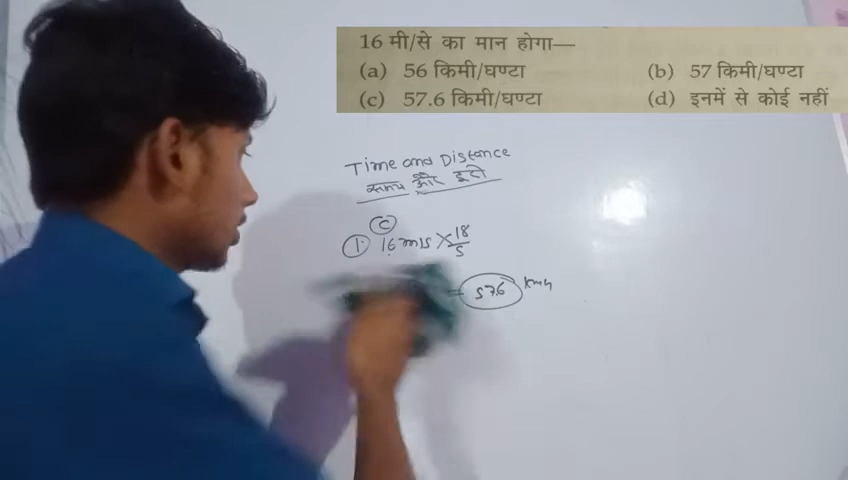 16 मी/से का मान होगा—
(a) 56 किमी/घण्टा (b) 57 किमी/घण्टा
(c) 57.6 किमी/घण्टा (d) इनमें से कोई नहीं
Time and Distance
समय और दूरी
(c)
1. 16 m/s × 18/5
= 57.6 km/h